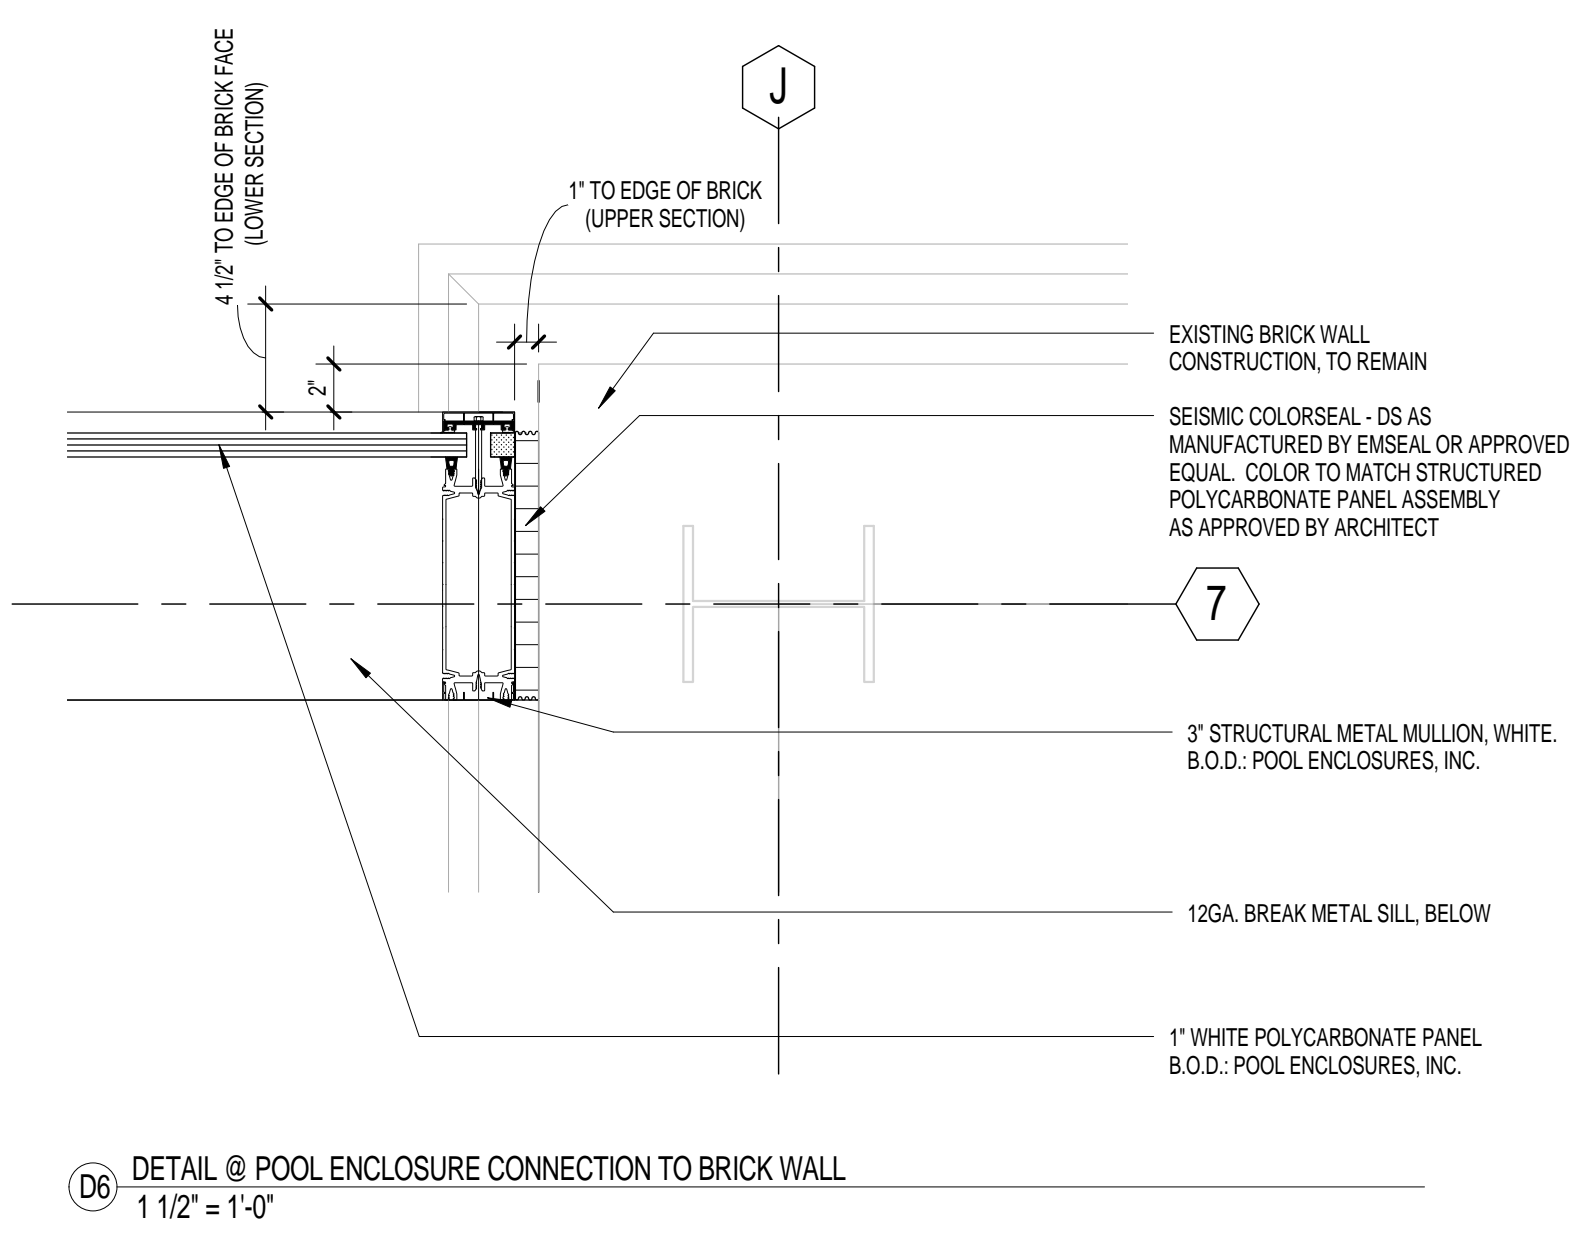 4 1/2" TO EDGE OF BRICK FACE
(LOWER SECTION)
J
1" TO EDGE OF BRICK
(UPPER SECTION)
2"
EXISTING BRICK WALL
CONSTRUCTION, TO REMAIN
SEISMIC COLORSEAL - DS AS
MANUFACTURED BY EMSEAL OR APPROVED
EQUAL. COLOR TO MATCH STRUCTURED
POLYCARBONATE PANEL ASSEMBLY
AS APPROVED BY ARCHITECT
7
3" STRUCTURAL METAL MULLION, WHITE.
B.O.D.: POOL ENCLOSURES, INC.
12GA. BREAK METAL SILL, BELOW
1" WHITE POLYCARBONATE PANEL
B.O.D.: POOL ENCLOSURES, INC.
D6
DETAIL @ POOL ENCLOSURE CONNECTION TO BRICK WALL
1 1/2" = 1'-0"